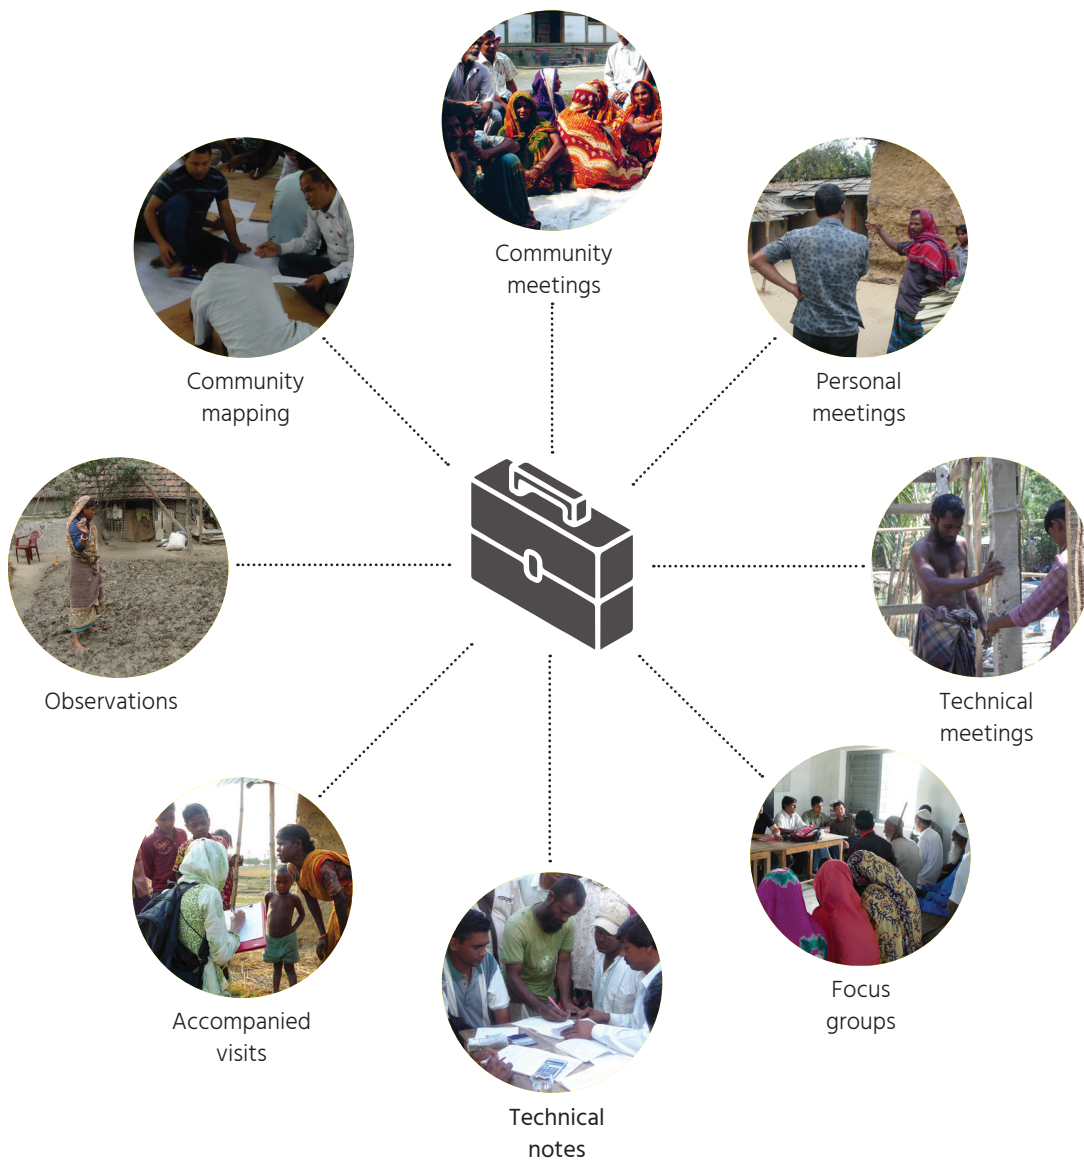 Community
meetings
Community
mapping
Personal
meetings
Observations
Technical
meetings
Accompanied
visits
Focus
groups
Technical
notes